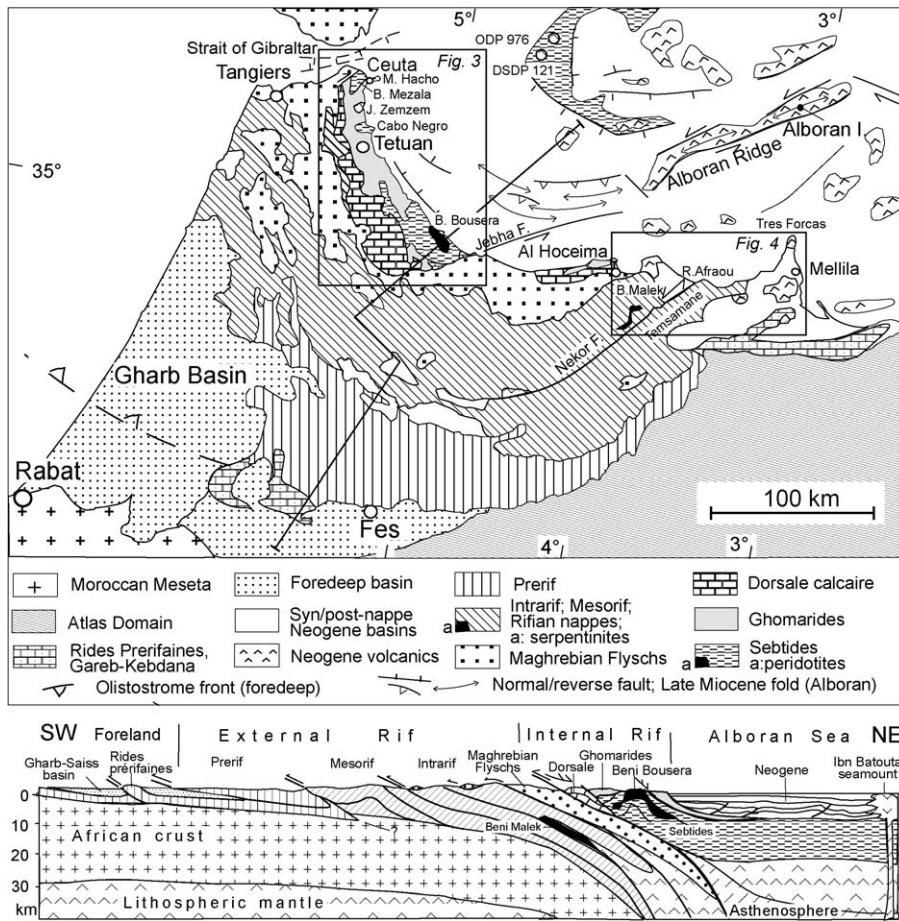 5°
3°
ODP 976
DSDP 121
Strait of Gibraltar
Tangiers
Ceuta
Fig. 3
M. Hacho
B. Mezala
J. Zemzem
Cabo Negro
Tetuan
Alboran I.
Alboran Ridge
35°
B. Bousera
Jebha F.
Tres Forcas
Al Hoceima
Fig. 4
Mellila
R.Afraou
B.Malek
Temsamane
Nekor F.
Gharb Basin
Rabat
Fes
100 km
4°
3°
Moroccan Meseta
Foredeep basin
Prerif
Dorsale calcaire
Atlas Domain
Syn/post-nappe
Neogene basins
a
Intrarif; Mesorif;
Rifian nappes;
a: serpentinites
Ghomarides
Rides Prerifaines,
Gareb-Kebdana
Neogene volcanics
Maghrebian Flyschs
a
Sebtides
a:peridotites
Olistostrome front (foredeep)
Normal/reverse fault; Late Miocene fold (Alboran)
SW Foreland External Rif Internal Rif Alboran Sea NE
Gharb-Saiss
basin
Rides
prérifaines
Prerif
Mesorif
Intrarif
Maghrebian
Flyschs
Dorsale
Ghomarides
Beni Bousera
Neogene
Ibn Batouta
seamount
0
10
20
30
km
African crust
Beni Malek
Sebtides
?
Lithospheric mantle
Asthenosphere